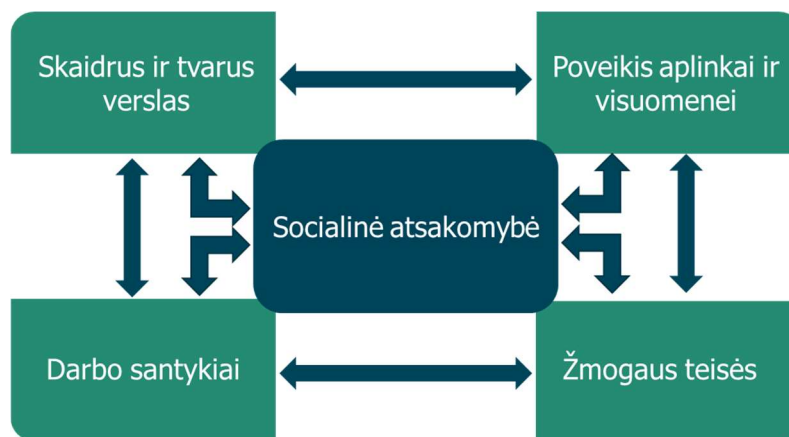 Skaidrus ir tvarus
verslas
Poveikis aplinkai ir
visuomenei
Socialinė atsakomybė
Darbo santykiai
Žmogaus teisės